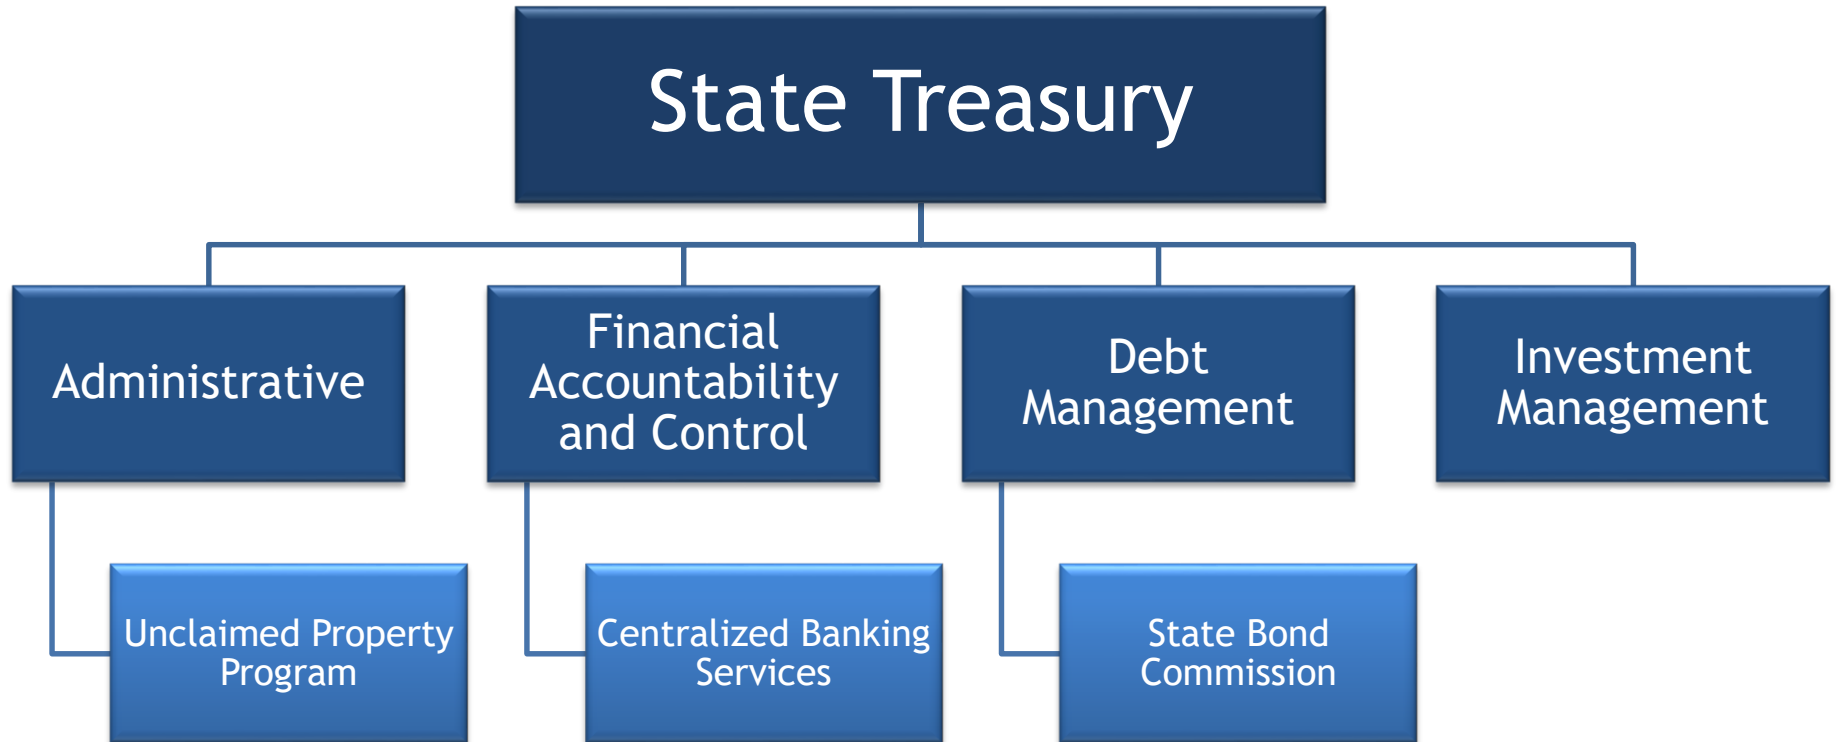 State Treasury
Administrative
Financial
Accountability
and Control
Debt
Management
Investment
Management
Unclaimed Property
Program
Centralized Banking
Services
State Bond
Commission